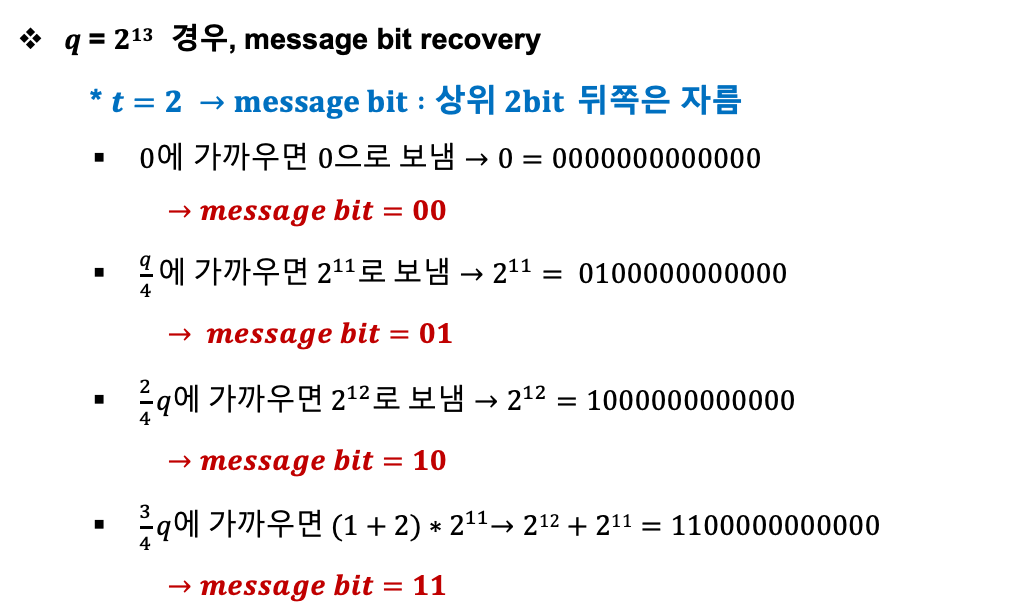 ❖ q = 2¹³ 경우, message bit recovery
* t = 2 → message bit : 상위 2bit 뒤쪽은 자름
▪ 0에 가까우면 0으로 보냄 → 0 = 0000000000000
→ message bit = 00
▪ q/4 에 가까우면 2¹¹로 보냄 → 2¹¹ = 0100000000000
→ message bit = 01
▪ 2/4 q에 가까우면 2¹²로 보냄 → 2¹² = 1000000000000
→ message bit = 10
▪ 3/4 q에 가까우면 (1 + 2) ∗ 2¹¹→ 2¹² + 2¹¹ = 1100000000000
→ message bit = 11